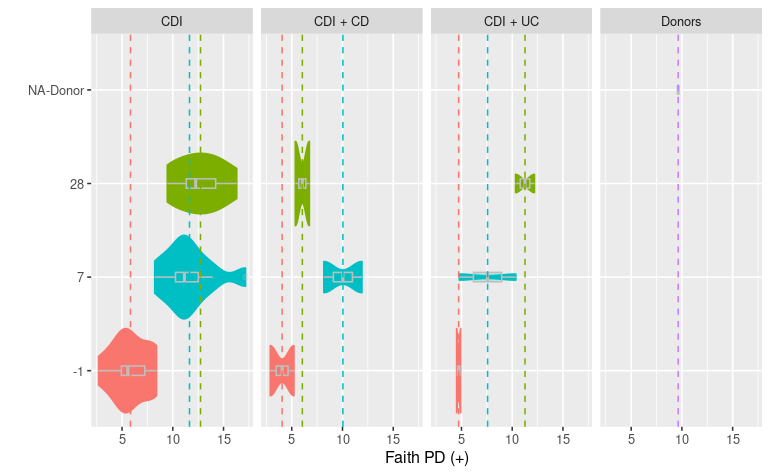 CDI CDI + CD CDI + UC Donors
NA-Donor
28
7
-1
5 10 15 5 10 15 5 10 15 5 10 15
Faith PD (+)